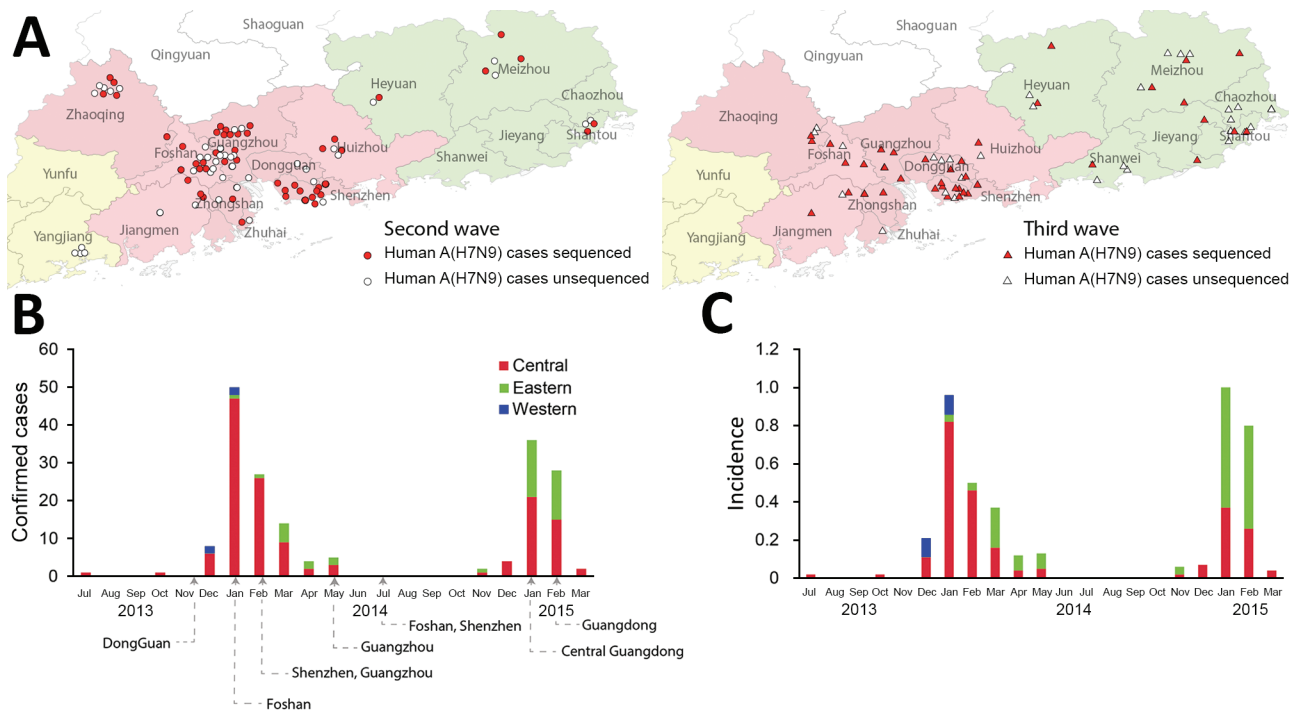 A
Shaoguan
Qingyuan
Heyuan
Meizhou
Zhaoqing
Chaozhou
Guangzhou
Jieyang
Shantou
Foshan
Dongguan
Huizhou
Shanwei
Yunfu
Zhongshan
Shenzhen
Jiangmen
Zhuhai
Yangjiang
Second wave
Human A(H7N9) cases sequenced
Human A(H7N9) cases unsequenced
Shaoguan
Qingyuan
Heyuan
Meizhou
Zhaoqing
Chaozhou
Guangzhou
Jieyang
Shantou
Foshan
Dongguan
Huizhou
Shanwei
Yunfu
Zhongshan
Shenzhen
Jiangmen
Zhuhai
Yangjiang
Third wave
Human A(H7N9) cases sequenced
Human A(H7N9) cases unsequenced
B
Confirmed cases
60
50
40
30
20
10
0
Central
Eastern
Western
Jul Aug Sep Oct Nov Dec Jan Feb Mar Apr May Jun Jul Aug Sep Oct Nov Dec Jan Feb Mar
2013 2014 2015
DongGuan
Foshan, Shenzhen
Guangdong
Guangzhou
Central Guangdong
Shenzhen, Guangzhou
Foshan
C
Incidence
1.2
1.0
0.8
0.6
0.4
0.2
0
Jul Aug Sep Oct Nov Dec Jan Feb Mar Apr May Jun Jul Aug Sep Oct Nov Dec Jan Feb Mar
2013 2014 2015